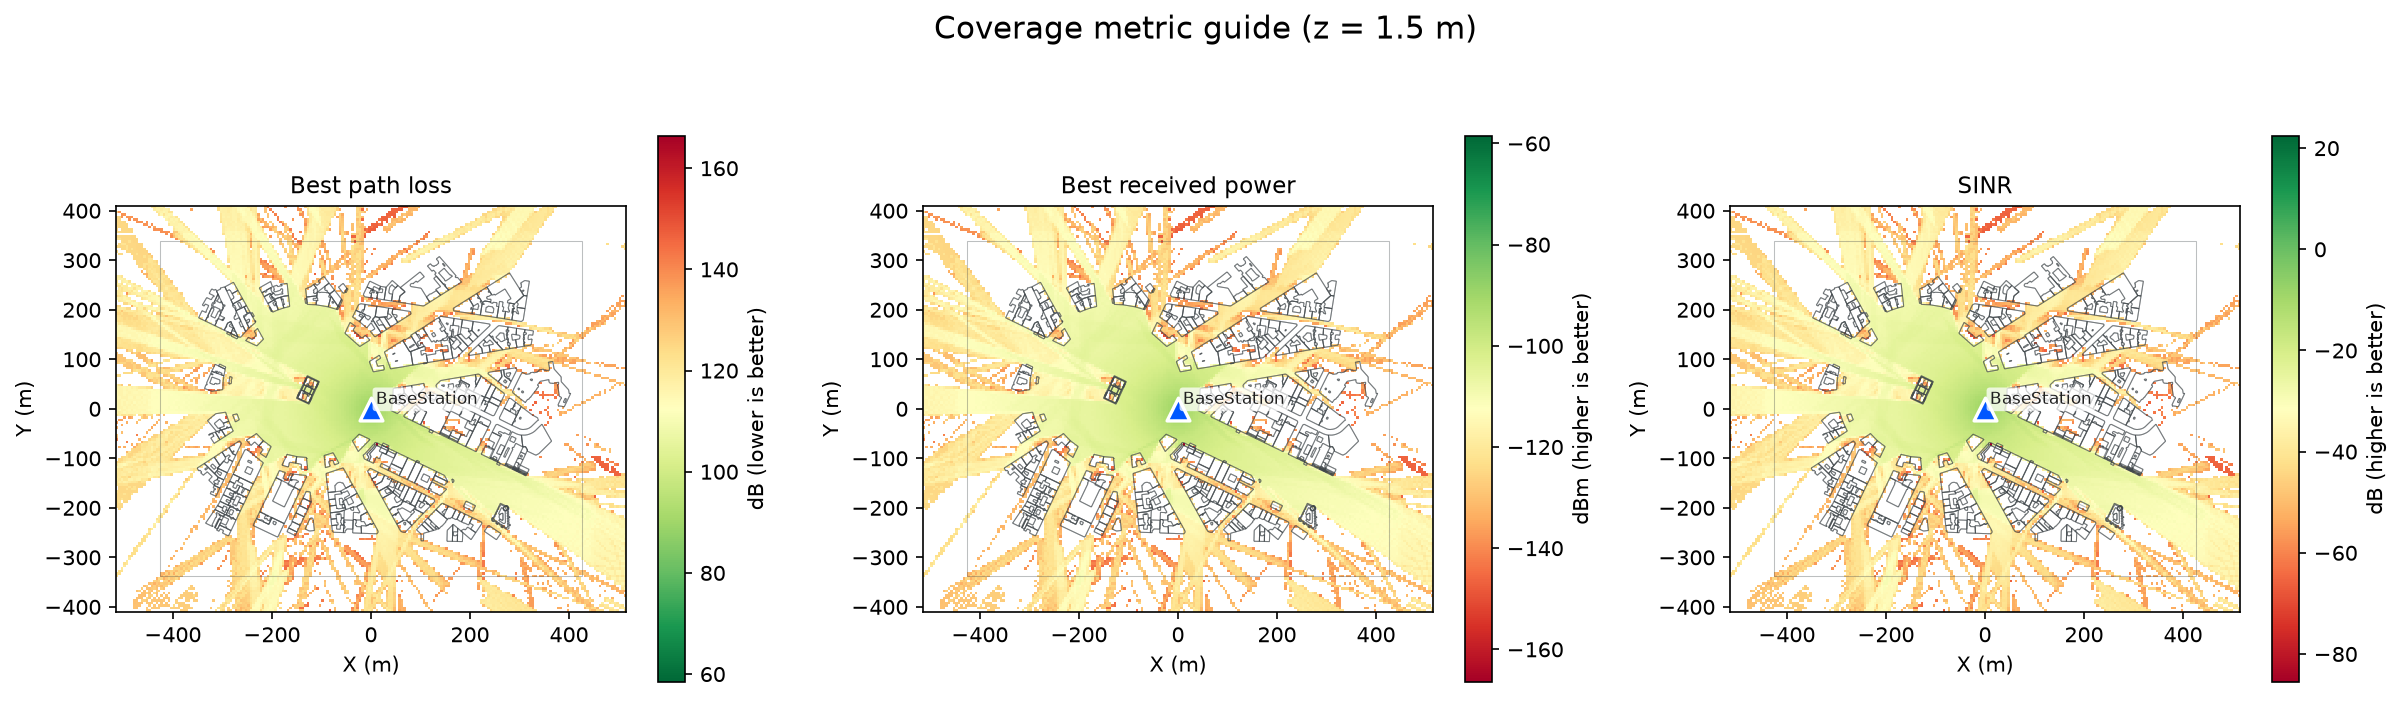 Coverage metric guide (z = 1.5 m)
Best path loss
400
300
200
100
0
−100
−200
−300
−400
Y (m)
BaseStation
−400 −200 0 200 400
X (m)
160
140
120
100
80
60
dB (lower is better)
Best received power
400
300
200
100
0
−100
−200
−300
−400
Y (m)
BaseStation
−400 −200 0 200 400
X (m)
−60
−80
−100
−120
−140
−160
dBm (higher is better)
SINR
400
300
200
100
0
−100
−200
−300
−400
Y (m)
BaseStation
−400 −200 0 200 400
X (m)
20
0
−20
−40
−60
−80
dB (higher is better)